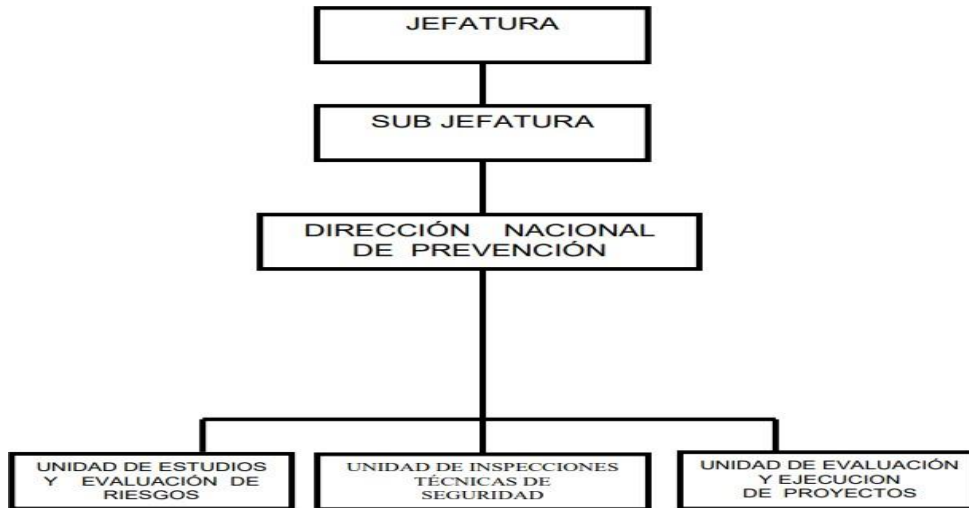 JEFATURA
SUB JEFATURA
DIRECCIÓN NACIONAL
DE PREVENCIÓN
UNIDAD DE ESTUDIOS
Y EVALUACIÓN DE
RIESGOS
UNIDAD DE INSPECCIONES
TÉCNICAS DE
SEGURIDAD
UNIDAD DE EVALUACIÓN
Y EJECUCION
DE PROYECTOS